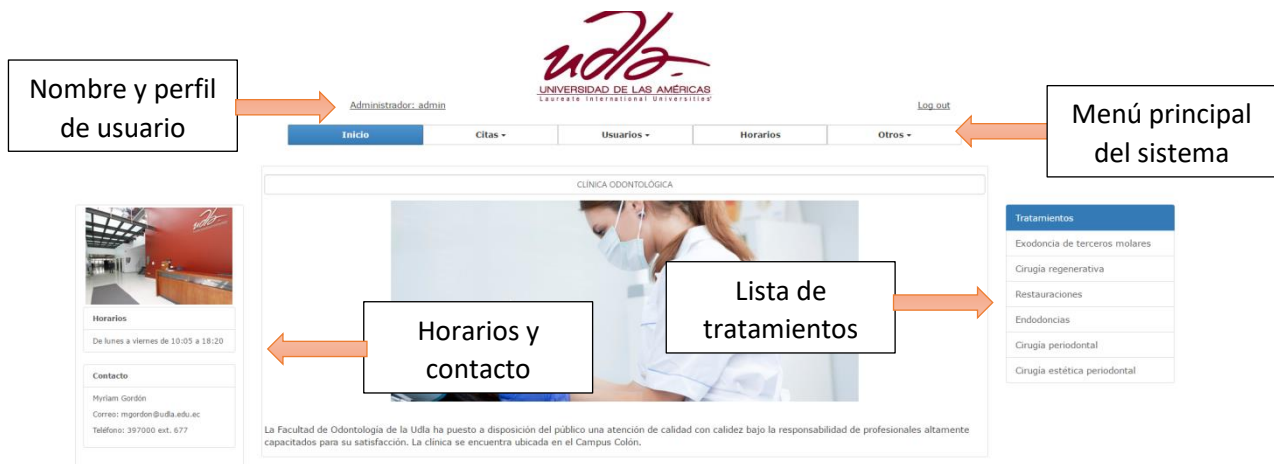 udla
UNIVERSIDAD DE LAS AMÉRICAS
Laureate International Universities®
Nombre y perfil
de usuario
Administrador: admin
Log out
Menú principal
del sistema
Inicio
Citas
Usuarios
Horarios
Otros
CLÍNICA ODONTOLÓGICA
udla
Horarios
De lunes a viernes de 10:05 a 18:20
Contacto
Myriam Gordón
Correo: mgordon@udla.edu.ec
Teléfono: 397000 ext. 677
Horarios y
contacto
Lista de
tratamientos
Tratamientos
Exodoncia de terceros molares
Cirugía regenerativa
Restauraciones
Endodoncias
Cirugía periodontal
Cirugía estética periodontal
La Facultad de Odontología de la Udla ha puesto a disposición del público una atención de calidad con calidez bajo la responsabilidad de profesionales altamente
capacitados para su satisfacción. La clínica se encuentra ubicada en el Campus Colón.